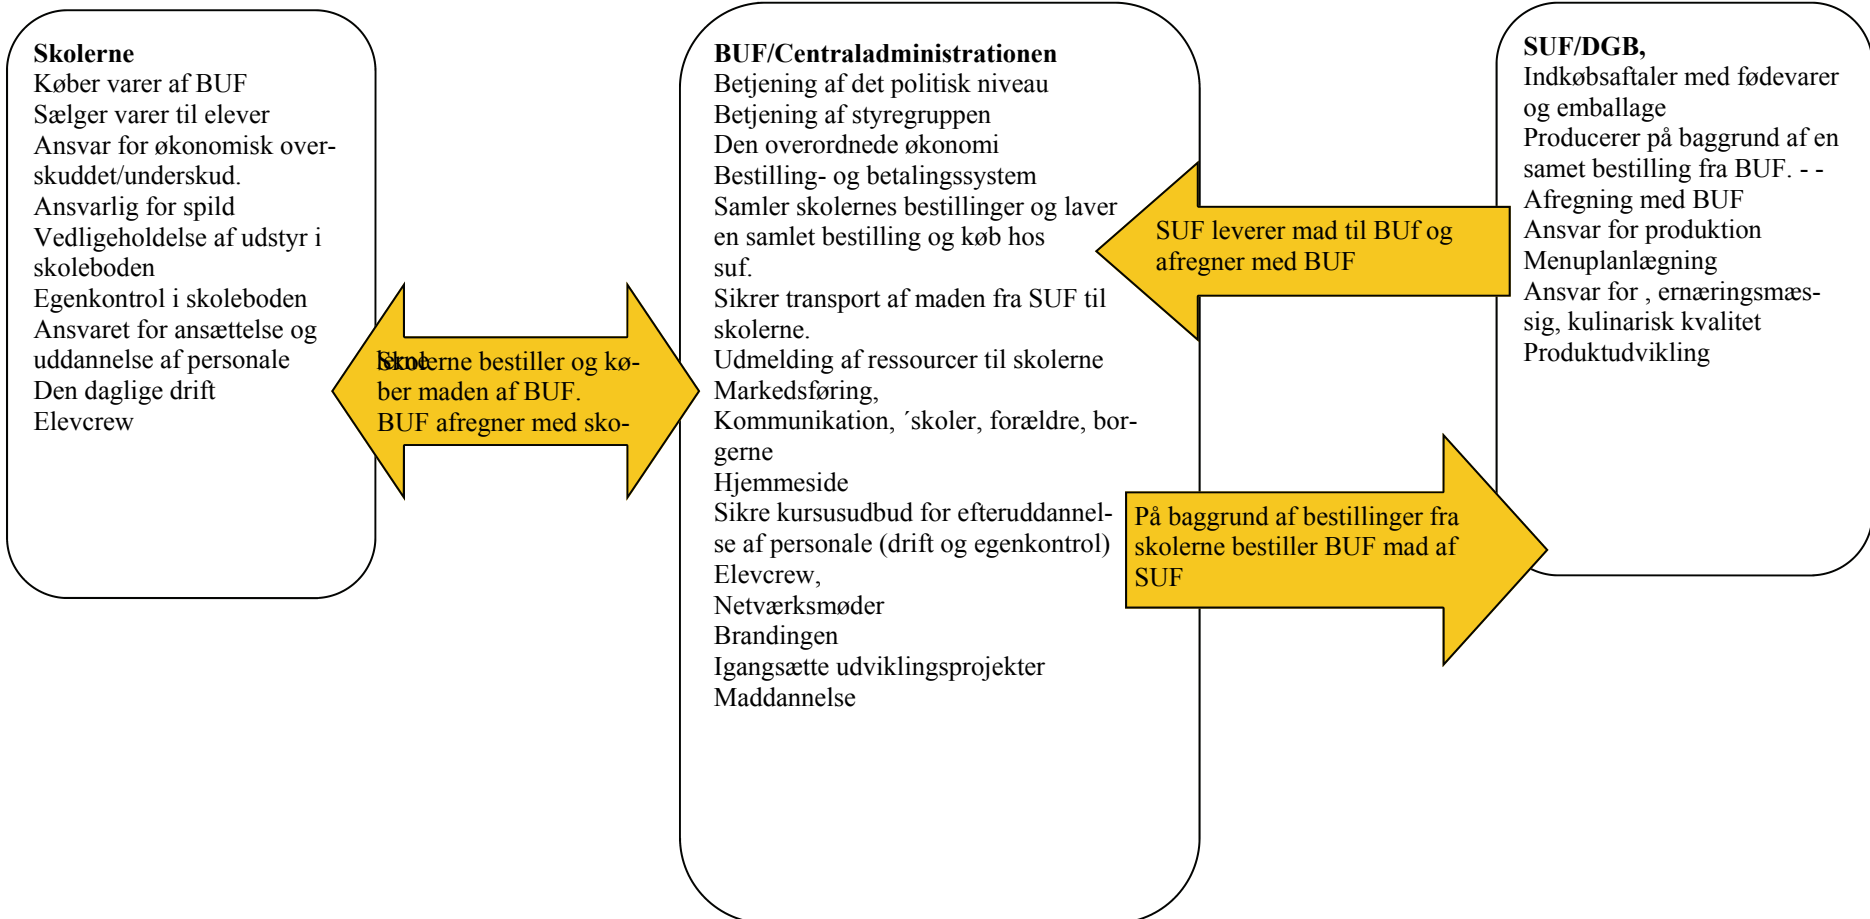 Skolerne
Køber varer af BUF
Sælger varer til elever
Ansvar for økonomisk over-
skuddet/underskud.
Ansvarlig for spild
Vedligeholdelse af udstyr i
skoleboden
Egenkontrol i skoleboden
Ansvaret for ansættelse og
uddannelse af personale
Den daglige drift
Elevcrew
Skolerne bestiller og kø-
ber maden af BUF.
BUF afregner med sko-
lerne
BUF/Centraladministrationen
Betjening af det politisk niveau
Betjening af styregruppen
Den overordnede økonomi
Bestilling- og betalingssystem
Samler skolernes bestillinger og laver
en samlet bestilling og køb hos
suf.
Sikrer transport af maden fra SUF til
skolerne.
Udmelding af ressourcer til skolerne
Markedsføring,
Kommunikation, ´skoler, forældre, bor-
gerne
Hjemmeside
Sikre kursusudbud for efteruddannel-
se af personale (drift og egenkontrol)
Elevcrew,
Netværksmøder
Brandingen
Igangsætte udviklingsprojekter
Maddannelse
SUF leverer mad til BUf og
afregner med BUF
På baggrund af bestillinger fra
skolerne bestiller BUF mad af
SUF
SUF/DGB,
Indkøbsaftaler med fødevarer
og emballage
Producerer på baggrund af en
samet bestilling fra BUF. - -
Afregning med BUF
Ansvar for produktion
Menuplanlægning
Ansvar for , ernæringsmæs-
sig, kulinarisk kvalitet
Produktudvikling